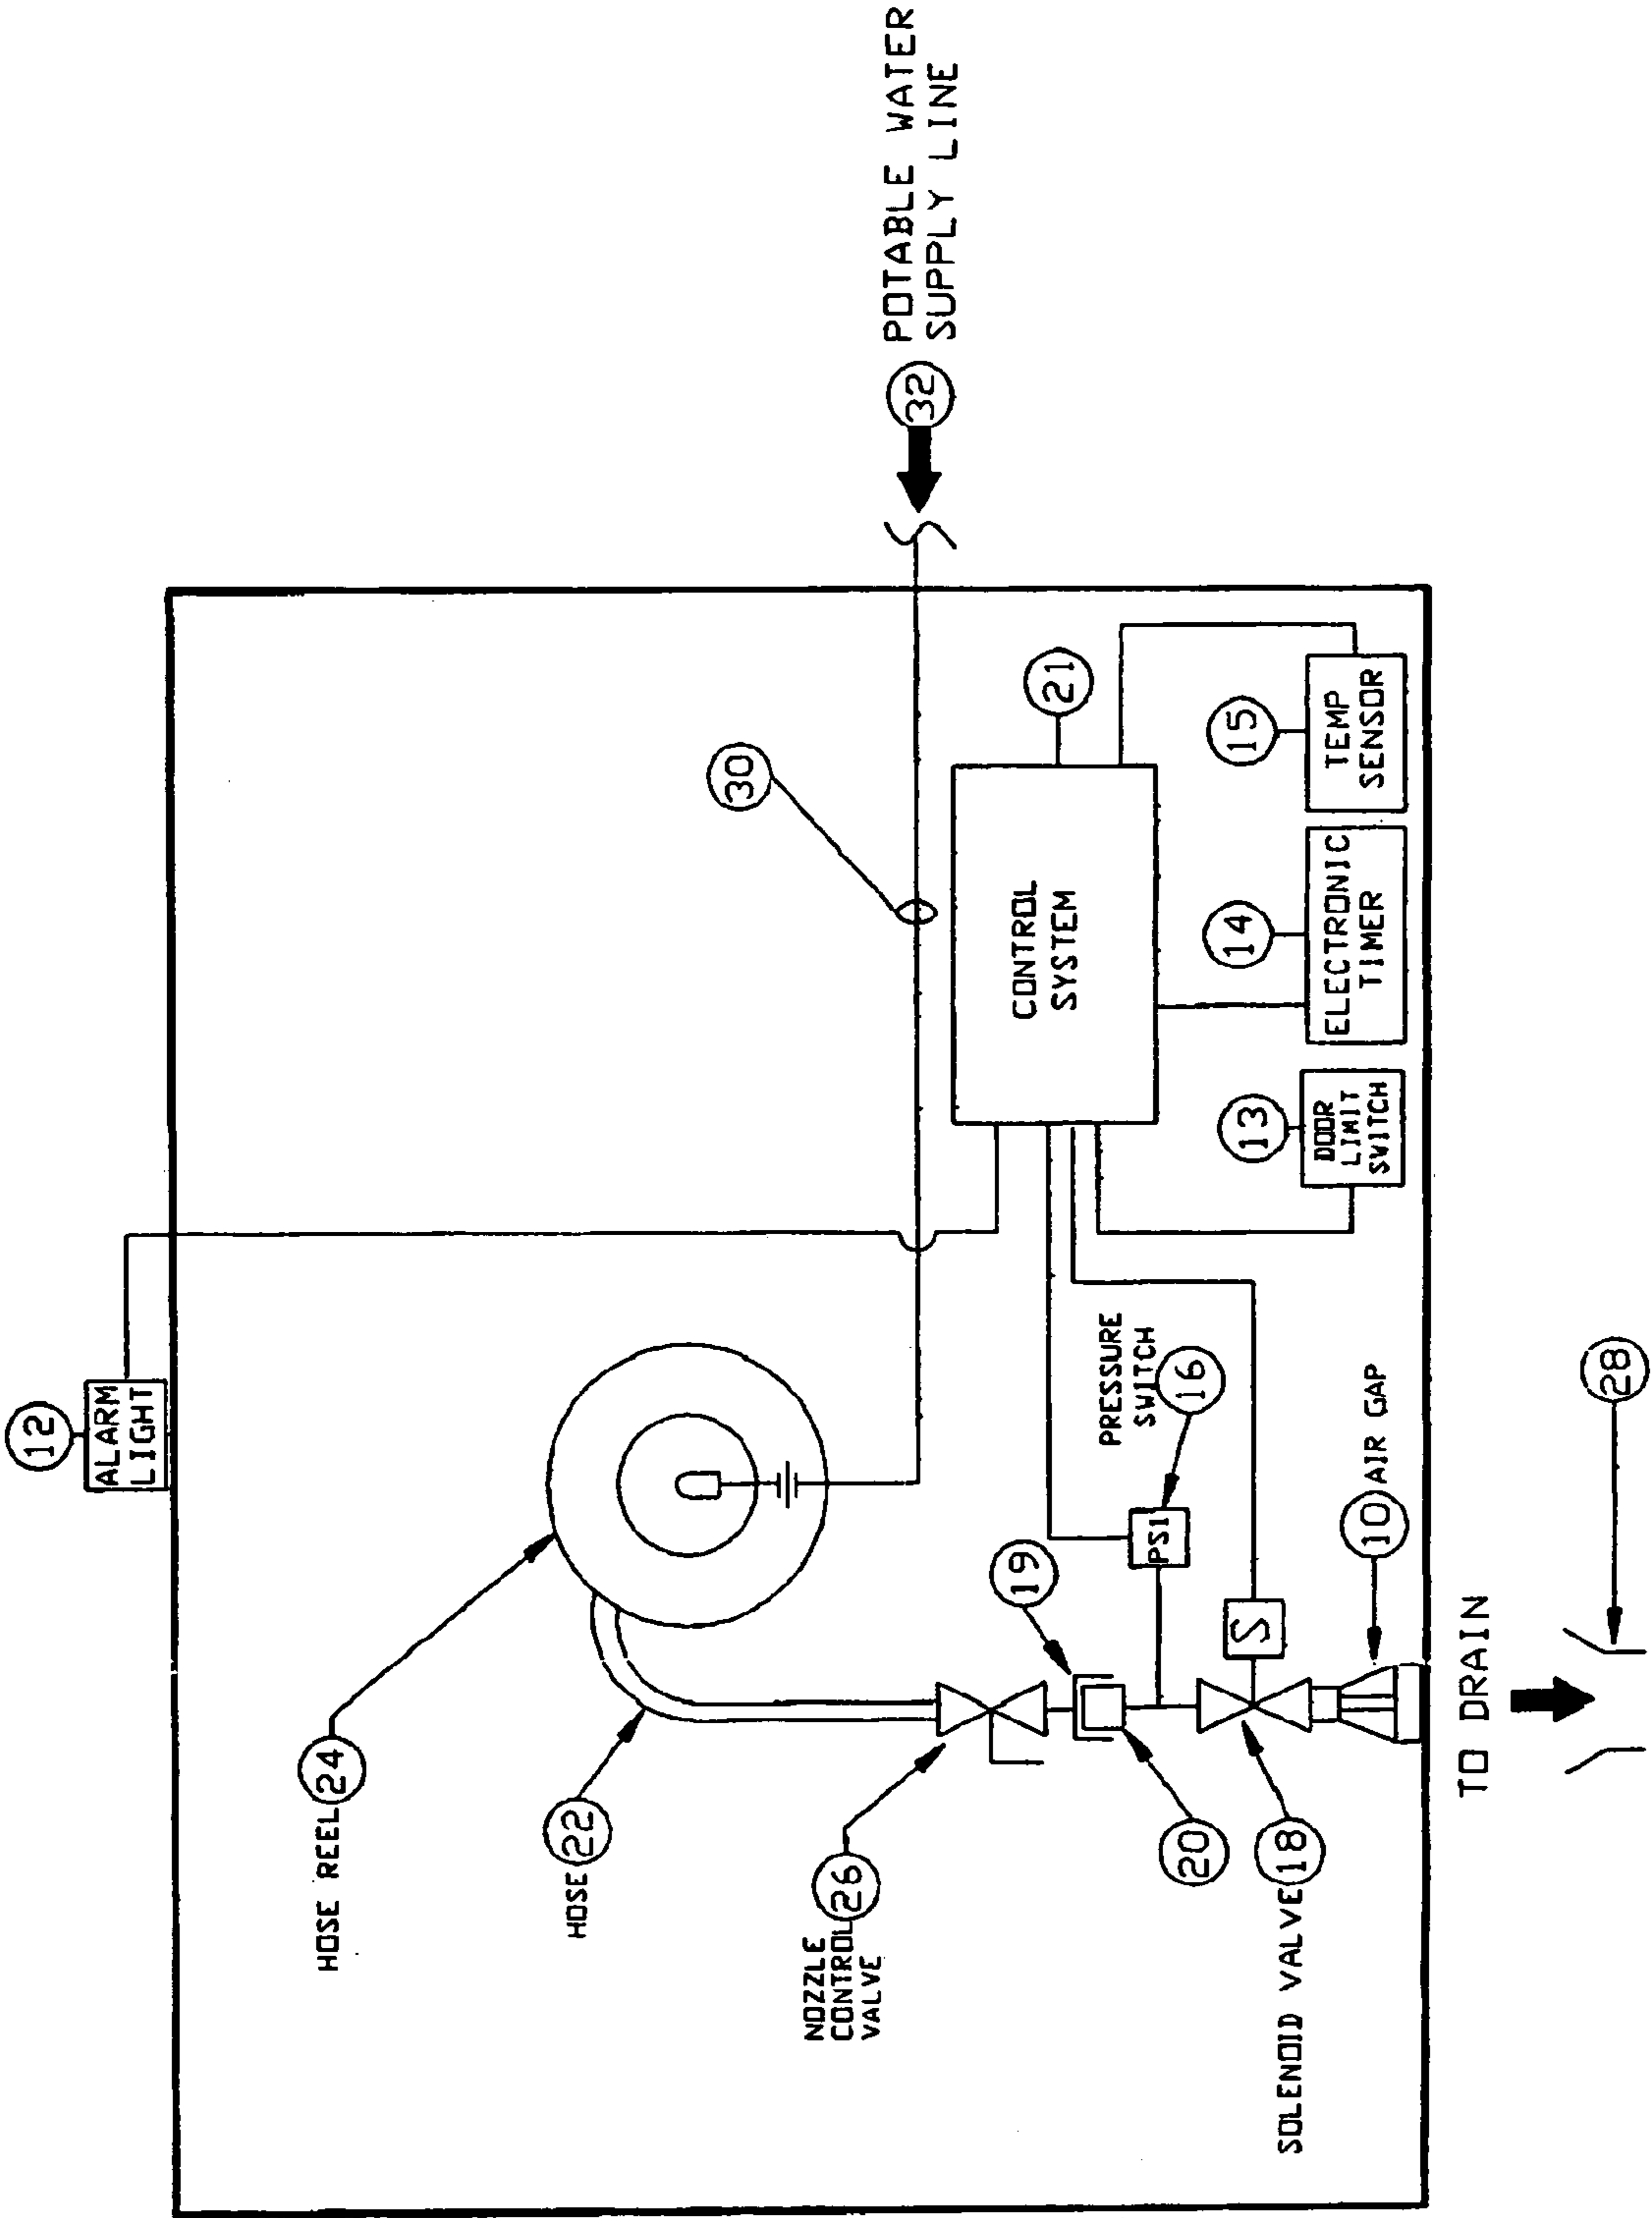 12
ALARM
LIGHT
HOSE REEL 24
HOSE 22
NOZZLE
CONTROL 26
VALVE
30
32 POTABLE WATER
SUPPLY LINE
CONTROL
SYSTEM
21
19
20
PRESSURE
SWITCH
16
PS1
S
SOLENOID VALVE 18
10 AIR GAP
13
DOOR
LIMIT
SWITCH
14
ELECTRONIC
TIMER
15
TEMP
SENSOR
TO DRAIN
28